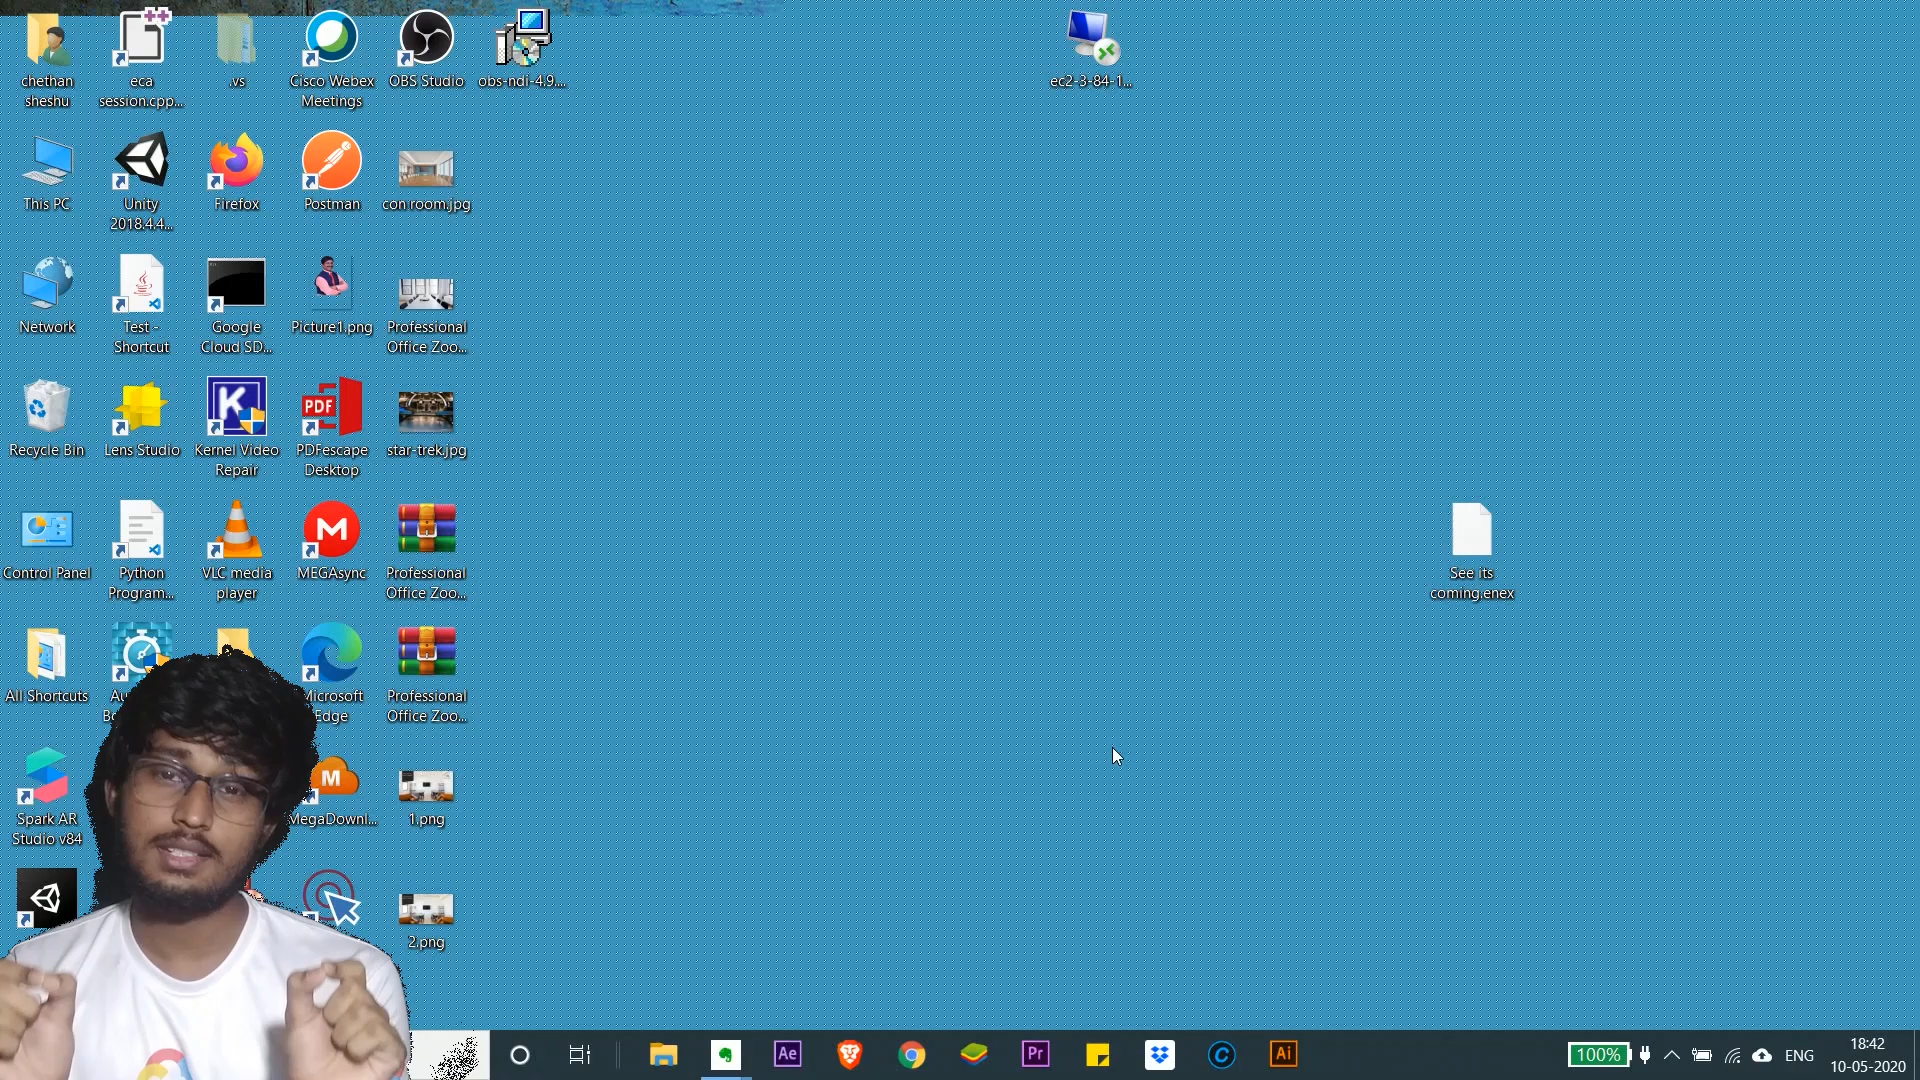 chethan
sheshu
eca
session.cpp...
.vs
Cisco Webex
Meetings
OBS Studio
obs-ndi-4.9....
ec2-3-84-1...
This PC
Unity
2018.4.4...
Firefox
Postman
con room.jpg
Network
Test -
Shortcut
Google
Cloud SD...
Picture1.png
Professional
Office Zoo...
Recycle Bin
Lens Studio
K
Kernel Video
Repair
PDF
PDFescape
Desktop
star-trek.jpg
Control Panel
Python
Program...
VLC media
player
M
MEGAsync
Professional
Office Zoo...
See its
coming.enex
All Shortcuts
Microsoft
Edge
Professional
Office Zoo...
Spark AR
Studio v84
M
MegaDownl...
1.png
2.png
Ae
Pr
C
Ai
100%
ENG
18:42
10-05-2020